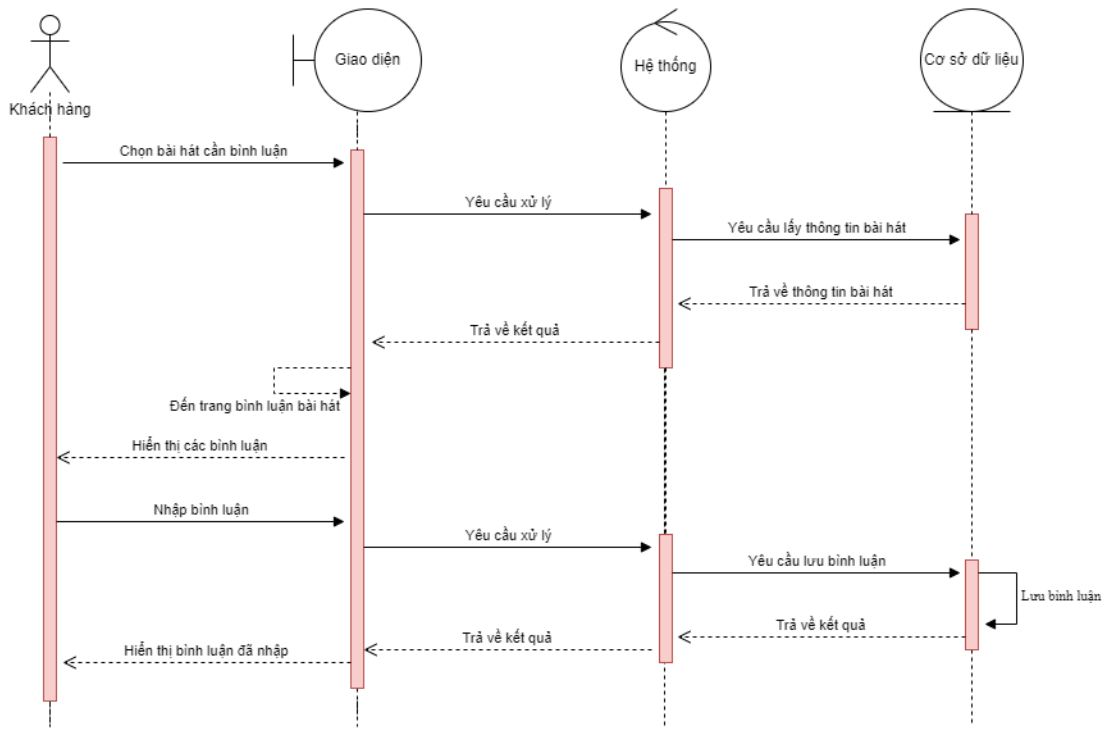 Giao diện
Hệ thống
Cơ sở dữ liệu
Khách hàng
Chọn bài hát cần bình luận
Yêu cầu xử lý
Yêu cầu lấy thông tin bài hát
Trả về thông tin bài hát
Trả về kết quả
Đến trang bình luận bài hát
Hiển thị các bình luận
Nhập bình luận
Yêu cầu xử lý
Yêu cầu lưu bình luận
Lưu bình luận
Trả về kết quả
Trả về kết quả
Hiển thị bình luận đã nhập